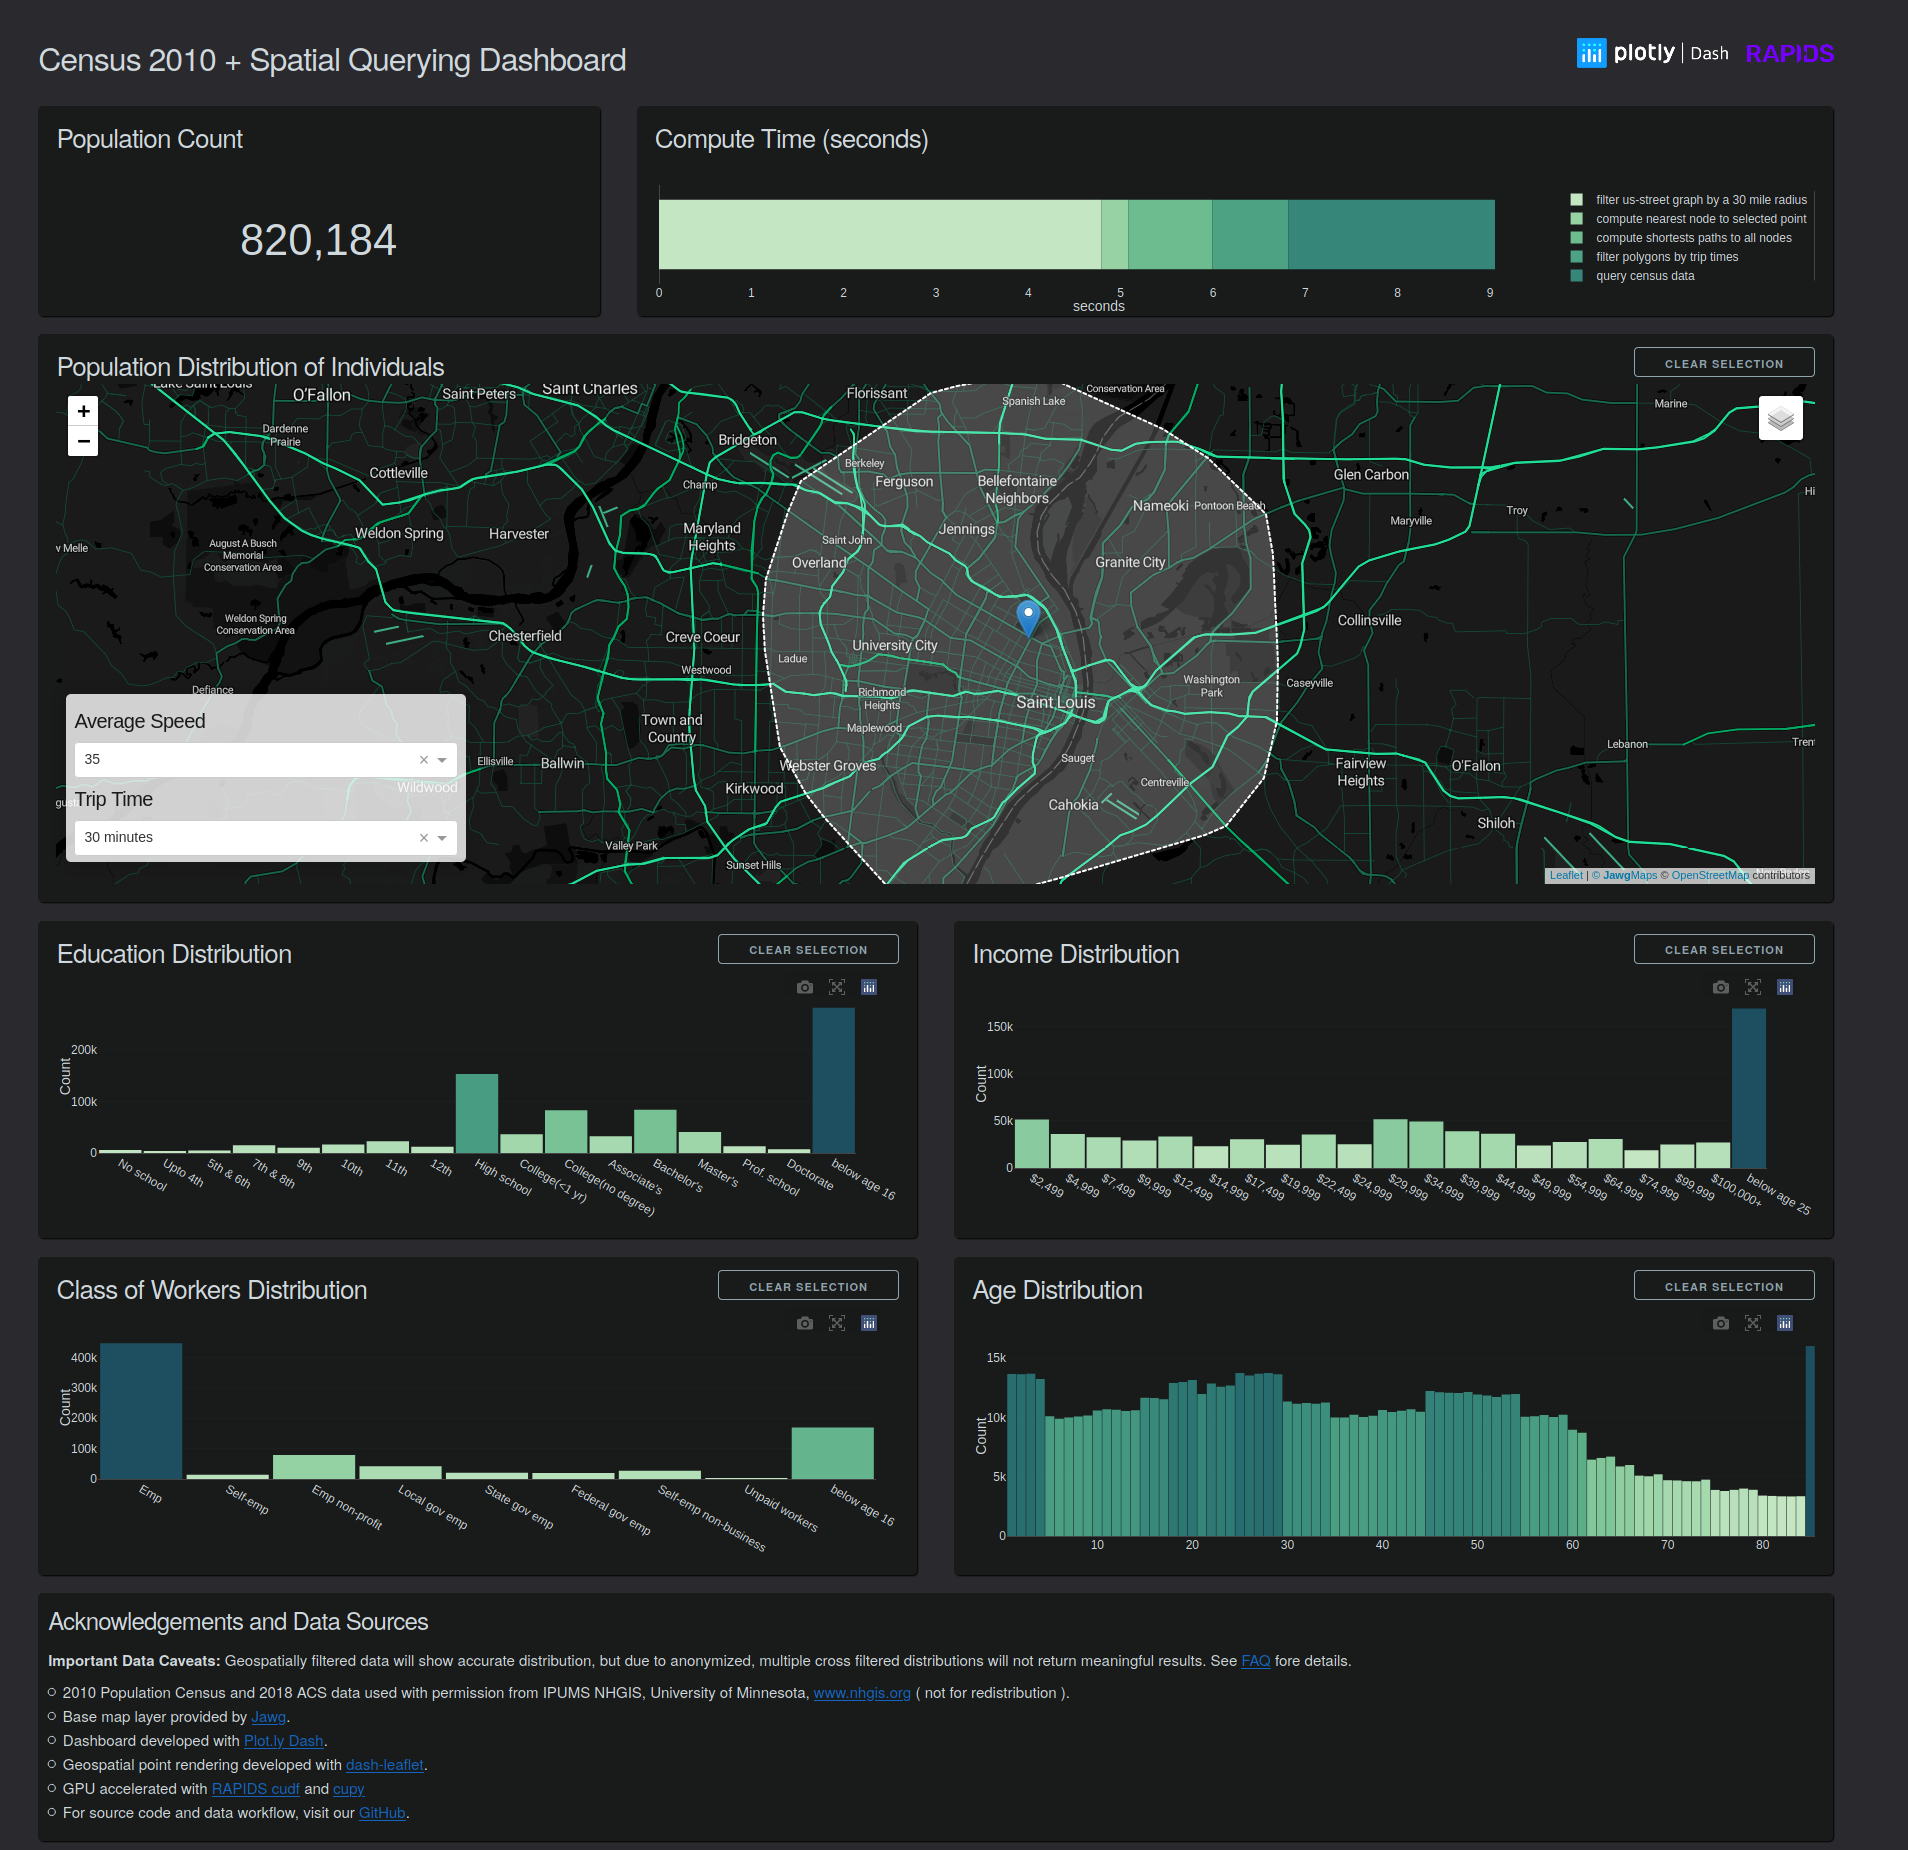 Census 2010 + Spatial Querying Dashboard
plotly | Dash RAPIDS
Population Count
820,184
Compute Time (seconds)
filter us-street graph by a 30 mile radius
compute nearest node to selected point
compute shortests paths to all nodes
filter polygons by trip times
query census data
0 1 2 3 4 5 6 7 8 9
seconds
Population Distribution of Individuals
CLEAR SELECTION
+
−
Lake Saint Louis
O'Fallon
Saint Peters
Saint Charles
Florissant
Conservation Area
Spanish Lake
Marine
Dardenne
Prairie
Bridgeton
Cottleville
Champ
Berkeley
Ferguson
Bellefontaine
Neighbors
Glen Carbon
Hi
Nameoki
Pontoon Beach
Troy
Maryville
Weldon Spring
Harvester
Maryland
Heights
Jennings
Saint John
v Melle
August A Busch
Memorial
Conservation Area
Overland
Granite City
Weldon Spring
Conservation Area
Chesterfield
Creve Coeur
University City
Collinsville
Ladue
Westwood
Defiance
Richmond
Heights
Saint Louis
Washington
Park
Caseyville
Town and
Country
Maplewood
Lebanon
Trent
Ellisville
Ballwin
Webster Groves
Sauget
Fairview
Heights
O'Fallon
Kirkwood
Centreville
Cahokia
Shiloh
Valley Park
Sunset Hills
Average Speed
35
Wildwood
gust
Trip Time
30 minutes
Leaflet | © JawgMaps © OpenStreetMap contributors
Education Distribution
CLEAR SELECTION
Count
200k
100k
0
No school
Upto 4th
5th & 6th
7th & 8th
9th
10th
11th
12th
High school
College(<1 yr)
College(no degree)
Associate's
Bachelor's
Master's
Prof. school
Doctorate
below age 16
Income Distribution
CLEAR SELECTION
Count
150k
100k
50k
0
$2,499
$4,999
$7,499
$9,999
$12,499
$14,999
$17,499
$19,999
$22,499
$24,999
$29,999
$34,999
$39,999
$44,999
$49,999
$54,999
$64,999
$74,999
$99,999
$100,000+
below age 25
Class of Workers Distribution
CLEAR SELECTION
Count
400k
300k
200k
100k
0
Emp
Self-emp
Emp non-profit
Local gov emp
State gov emp
Federal gov emp
Self-emp non-business
Unpaid workers
below age 16
Age Distribution
CLEAR SELECTION
Count
15k
10k
5k
0
10 20 30 40 50 60 70 80
Acknowledgements and Data Sources
Important Data Caveats: Geospatially filtered data will show accurate distribution, but due to anonymized, multiple cross filtered distributions will not return meaningful results. See FAQ fore details.
2010 Population Census and 2018 ACS data used with permission from IPUMS NHGIS, University of Minnesota, www.nhgis.org ( not for redistribution ).
Base map layer provided by Jawg.
Dashboard developed with Plot.ly Dash.
Geospatial point rendering developed with dash-leaflet.
GPU accelerated with RAPIDS cudf and cupy
For source code and data workflow, visit our GitHub.